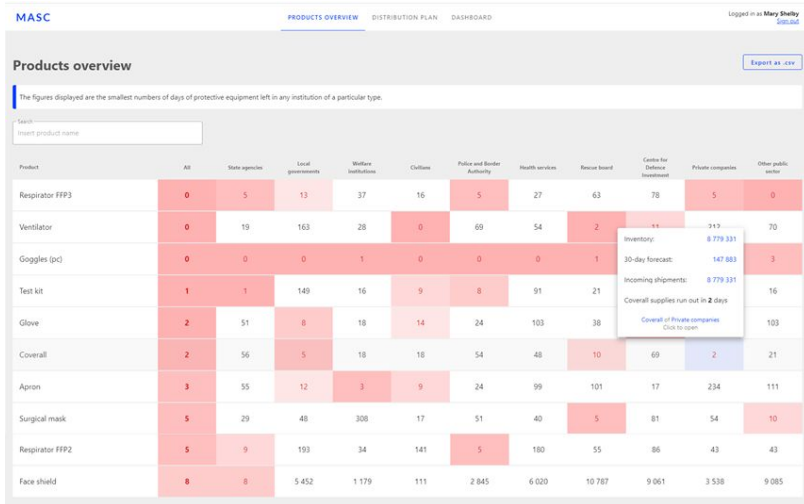 MASC
PRODUCTS OVERVIEW DISTRIBUTION PLAN DASHBOARD
Logged in as Mary Shelby
Sign out
Products overview
Export as .csv
The figures displayed are the smallest numbers of days of protective equipment left in any institution of a particular type.
Search
Insert product name
Product All State agencies Local governments Welfare Institutions Civilians Police and Border Authority Health services Rescue board Centre for Defence Investment Private companies Other public sector
Respirator FFP3 0 5 13 37 16 5 27 63 78 5 0
Ventilator 0 19 163 28 0 69 54 2 11 212 70
Goggles (pc) 0 0 0 1 0 0 0 1 3
Test kit 1 1 149 16 9 8 91 21 16
Glove 2 51 8 18 14 24 103 38 103
Coverall 2 56 5 18 18 54 48 10 69 2 21
Apron 3 55 12 3 9 24 99 101 17 234 111
Surgical mask 5 29 48 308 17 51 40 5 81 54 10
Respirator FFP2 5 9 193 34 141 5 180 55 86 43 43
Face shield 8 8 5 452 1 179 111 2 845 6 020 10 787 9 061 3 538 9 085
Inventory: 8 779 331
30-day forecast: 147 883
Incoming shipments: 8 779 331
Coverall supplies run out in 2 days
Coverall of Private companies
Click to open